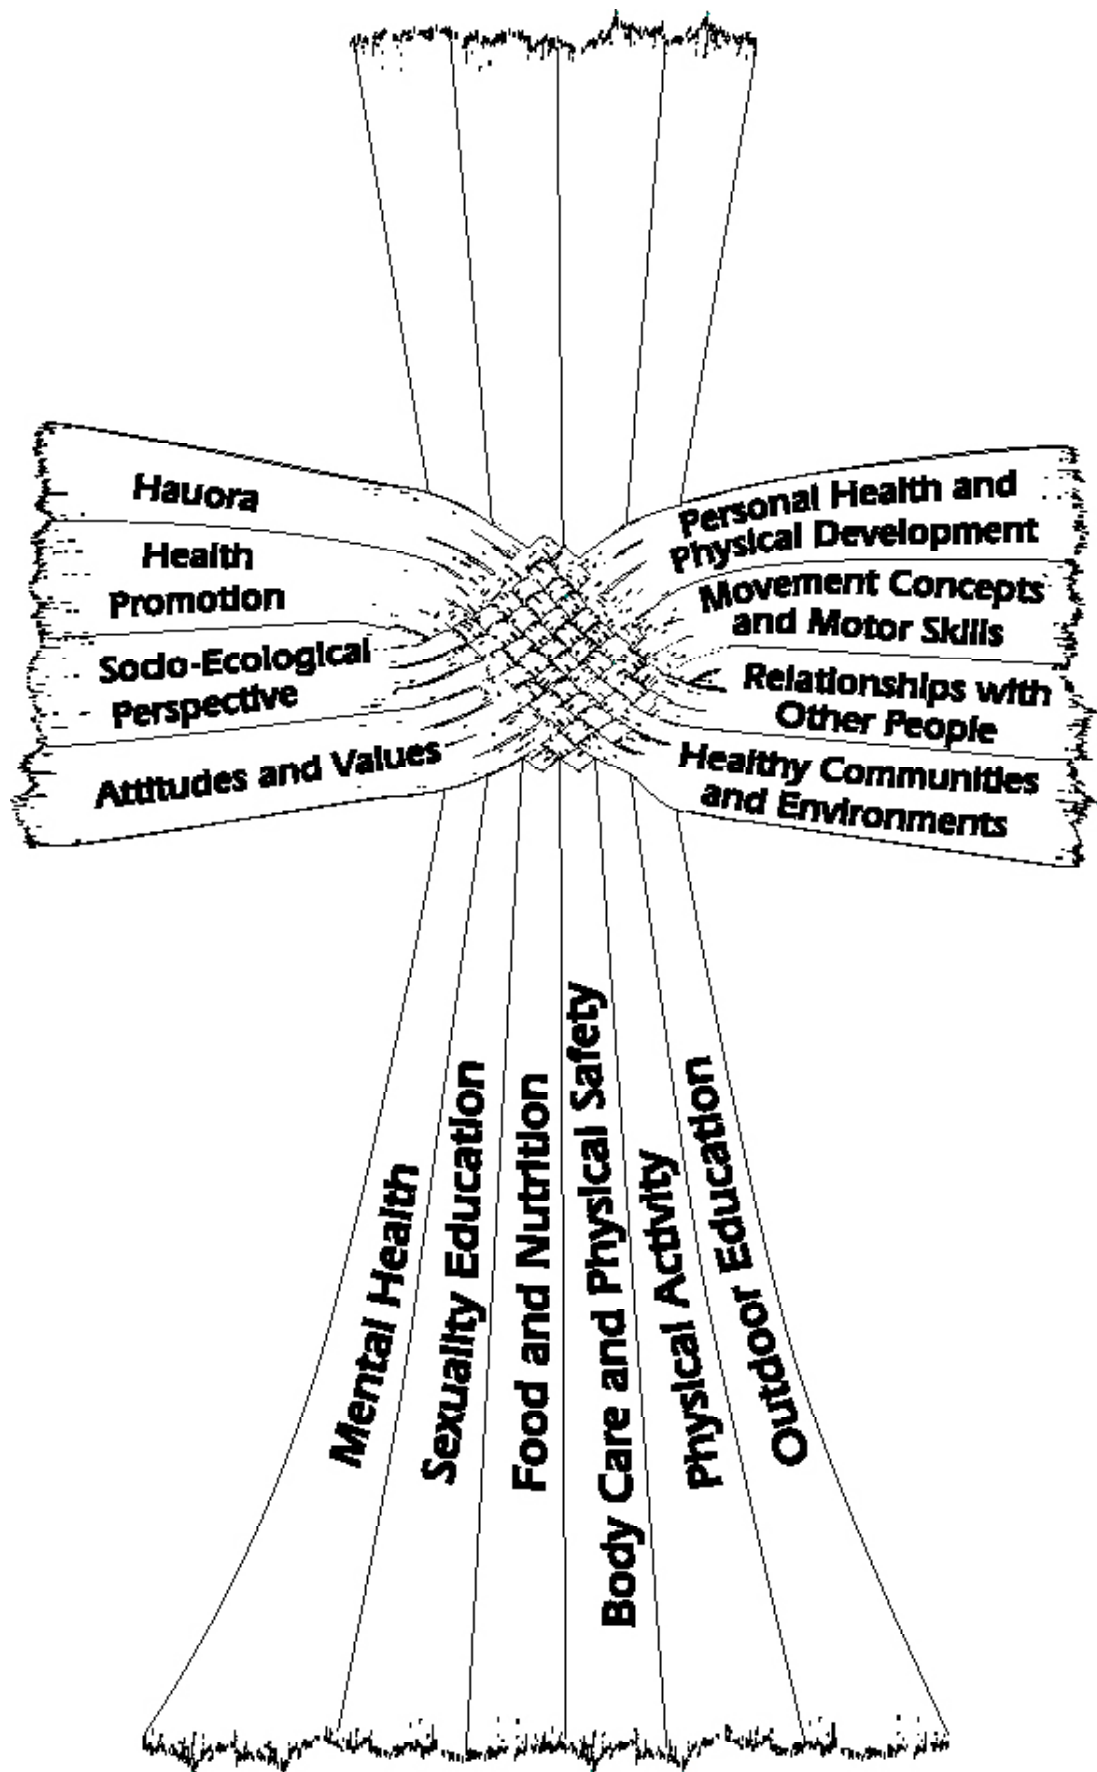 Hauora
Health
Promotion
Socio-Ecological
Perspective
Attitudes and Values
Personal Health and
Physical Development
Movement Concepts
and Motor Skills
Relationships with
Other People
Healthy Communities
and Environments
Mental Health
Sexuality Education
Food and Nutrition
Body Care and Physical Safety
Physical Activity
Outdoor Education